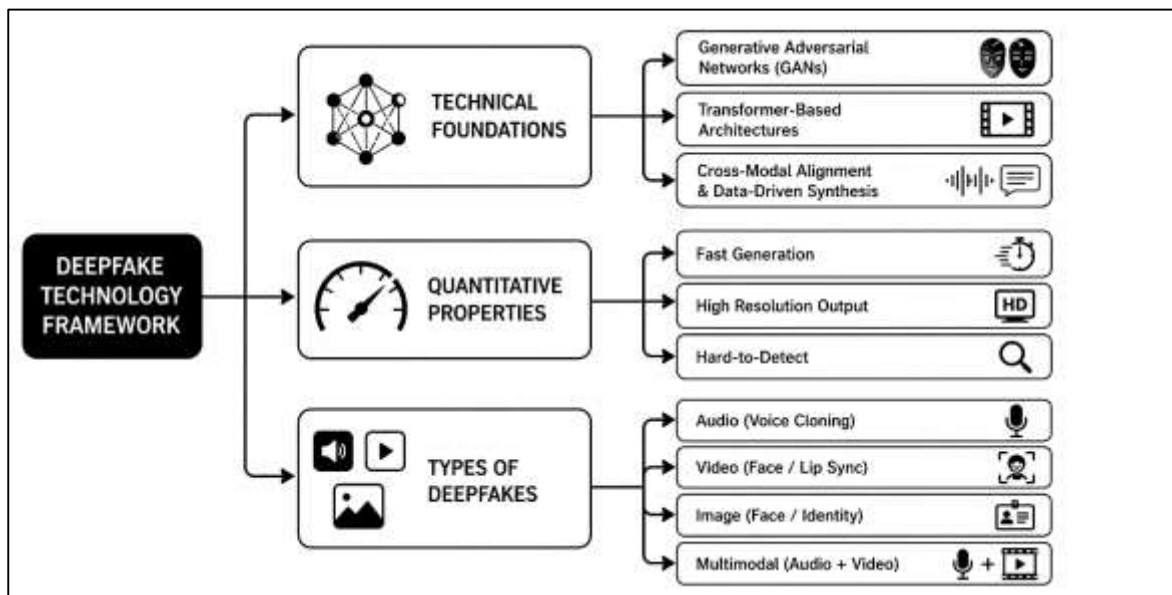 DEEPFAKE
TECHNOLOGY
FRAMEWORK
TECHNICAL
FOUNDATIONS
Generative Adversarial
Networks (GANs)
Transformer-Based
Architectures
Cross-Modal Alignment
& Data-Driven Synthesis
QUANTITATIVE
PROPERTIES
Fast Generation
High Resolution Output
HD
Hard-to-Detect
TYPES OF
DEEPFAKES
Audio (Voice Cloning)
Video (Face / Lip Sync)
Image (Face / Identity)
Multimodal (Audio + Video)
+